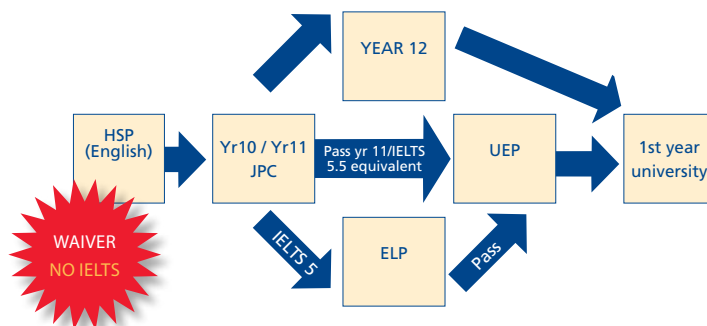 YEAR 12
HSP
(English)
Yr10 / Yr11
JPC
Pass yr 11/IELTS
5.5 equivalent
UEP
1st year
university
WAIVER
NO IELTS
IELTS 5
ELP
Pass